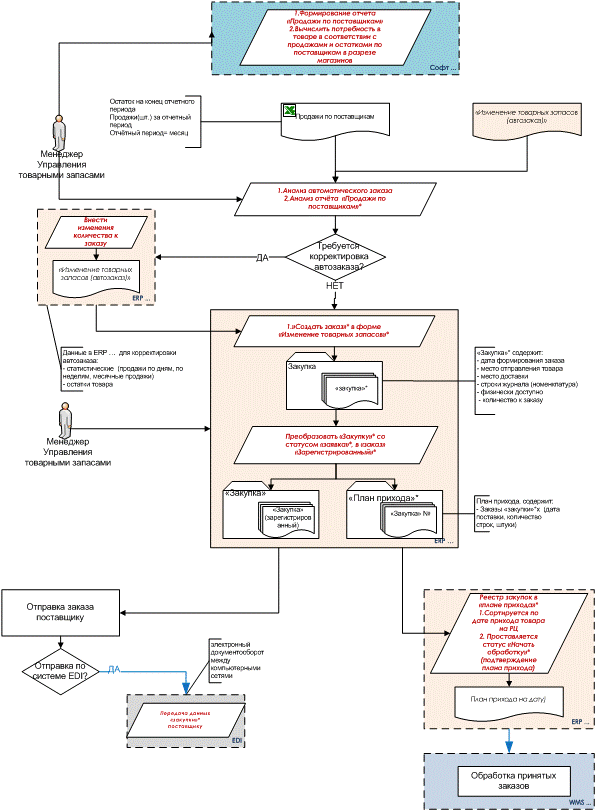 1.Формирование отчета
«Продажи по поставщикам»
2.Вычислить потребность в
товаре в соответствии с
продажами и остатками по
поставщикам в разрезе
магазинов
Софт ...
Остаток на конец отчетного
периода
Продажи(шт.) за отчетный
период
Отчётный период= месяц
Продажи по поставщикам
«Изменение товарных запасов
(автозаказ)»
Менеджер
Управления
товарными запасами
1.Анализ автоматического заказа
2.Анализ отчёта «Продажи по
поставщикам»*
Внести
изменения
количества к
заказу
«Изменение товарных
запасов (автозаказ)»
ERP ...
Требуется
корректировка
автозаказа?
ДА
НЕТ
1.«Создать заказ»* в форме
«Изменение товарных запасов»*
Данные в ERP ... для корректировки
автозаказа:
- статистические (продажи по дням, по
неделям, месячные продажи)
- остатки товара
Закупка
«закупка»*
«Закупка»* содержит:
- дата формирования заказа
- место отправления товара
- место доставки
- строки журнала (номенклатура)
- физически доступно
- количество к заказу
Менеджер
Управления
товарными запасами
Преобразовать «Закупку»* со
статусом «заявка»*, в «заказ»
«Зарегистрированный»*
«Закупка»
«Закупка»
(зарегистриров
анный)
«План прихода»*
«Закупка» №
ERP ...
План прихода, содержит:
- Заказы «закупки»*х (дата
поставки, количество
строк, штуки)
Отправка заказа
поставщику
Отправка по
системе EDI?
ДА
электронный
документооборот
между
компьютерными
сетями
Передача данных
«закупки»*
поставщику
EDI
Реестр закупок в
«плане прихода»*
1.Сортируется по
дате прихода товара
на РЦ
2. Проставляется
статус «Начать
обработку»*
(подтверждение
плана прихода)
План прихода на дату)
ERP ...
Обработка принятых
заказов
WMS ...